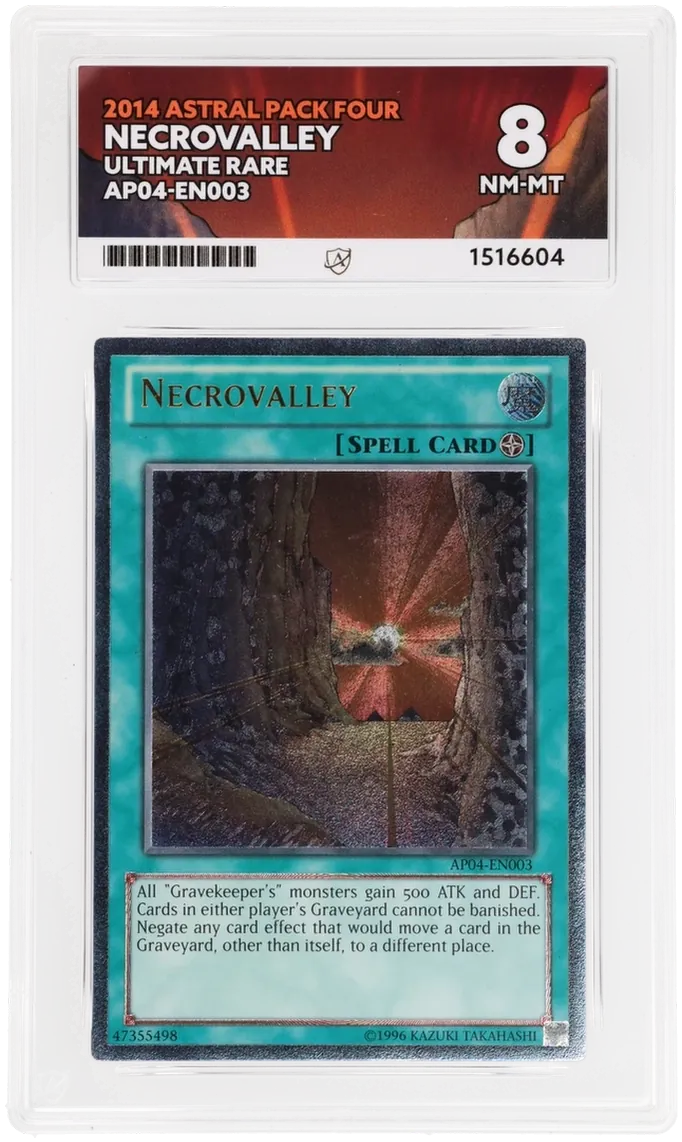 2014 ASTRAL PACK FOUR
NECROVALLEY
ULTIMATE RARE
AP04-EN003
8
NM-MT
1516604
NECROVALLEY
魔
[SPELL CARD]
AP04-EN003
All "Gravekeeper's" monsters gain 500 ATK and DEF.
Cards in either player's Graveyard cannot be banished.
Negate any card effect that would move a card in the
Graveyard, other than itself, to a different place.
47355498
©1996 KAZUKI TAKAHASHI